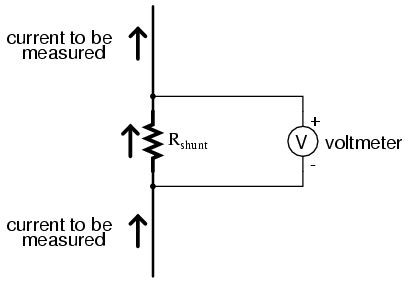 current to be
measured
+
Rshunt
V voltmeter
-
current to be
measured